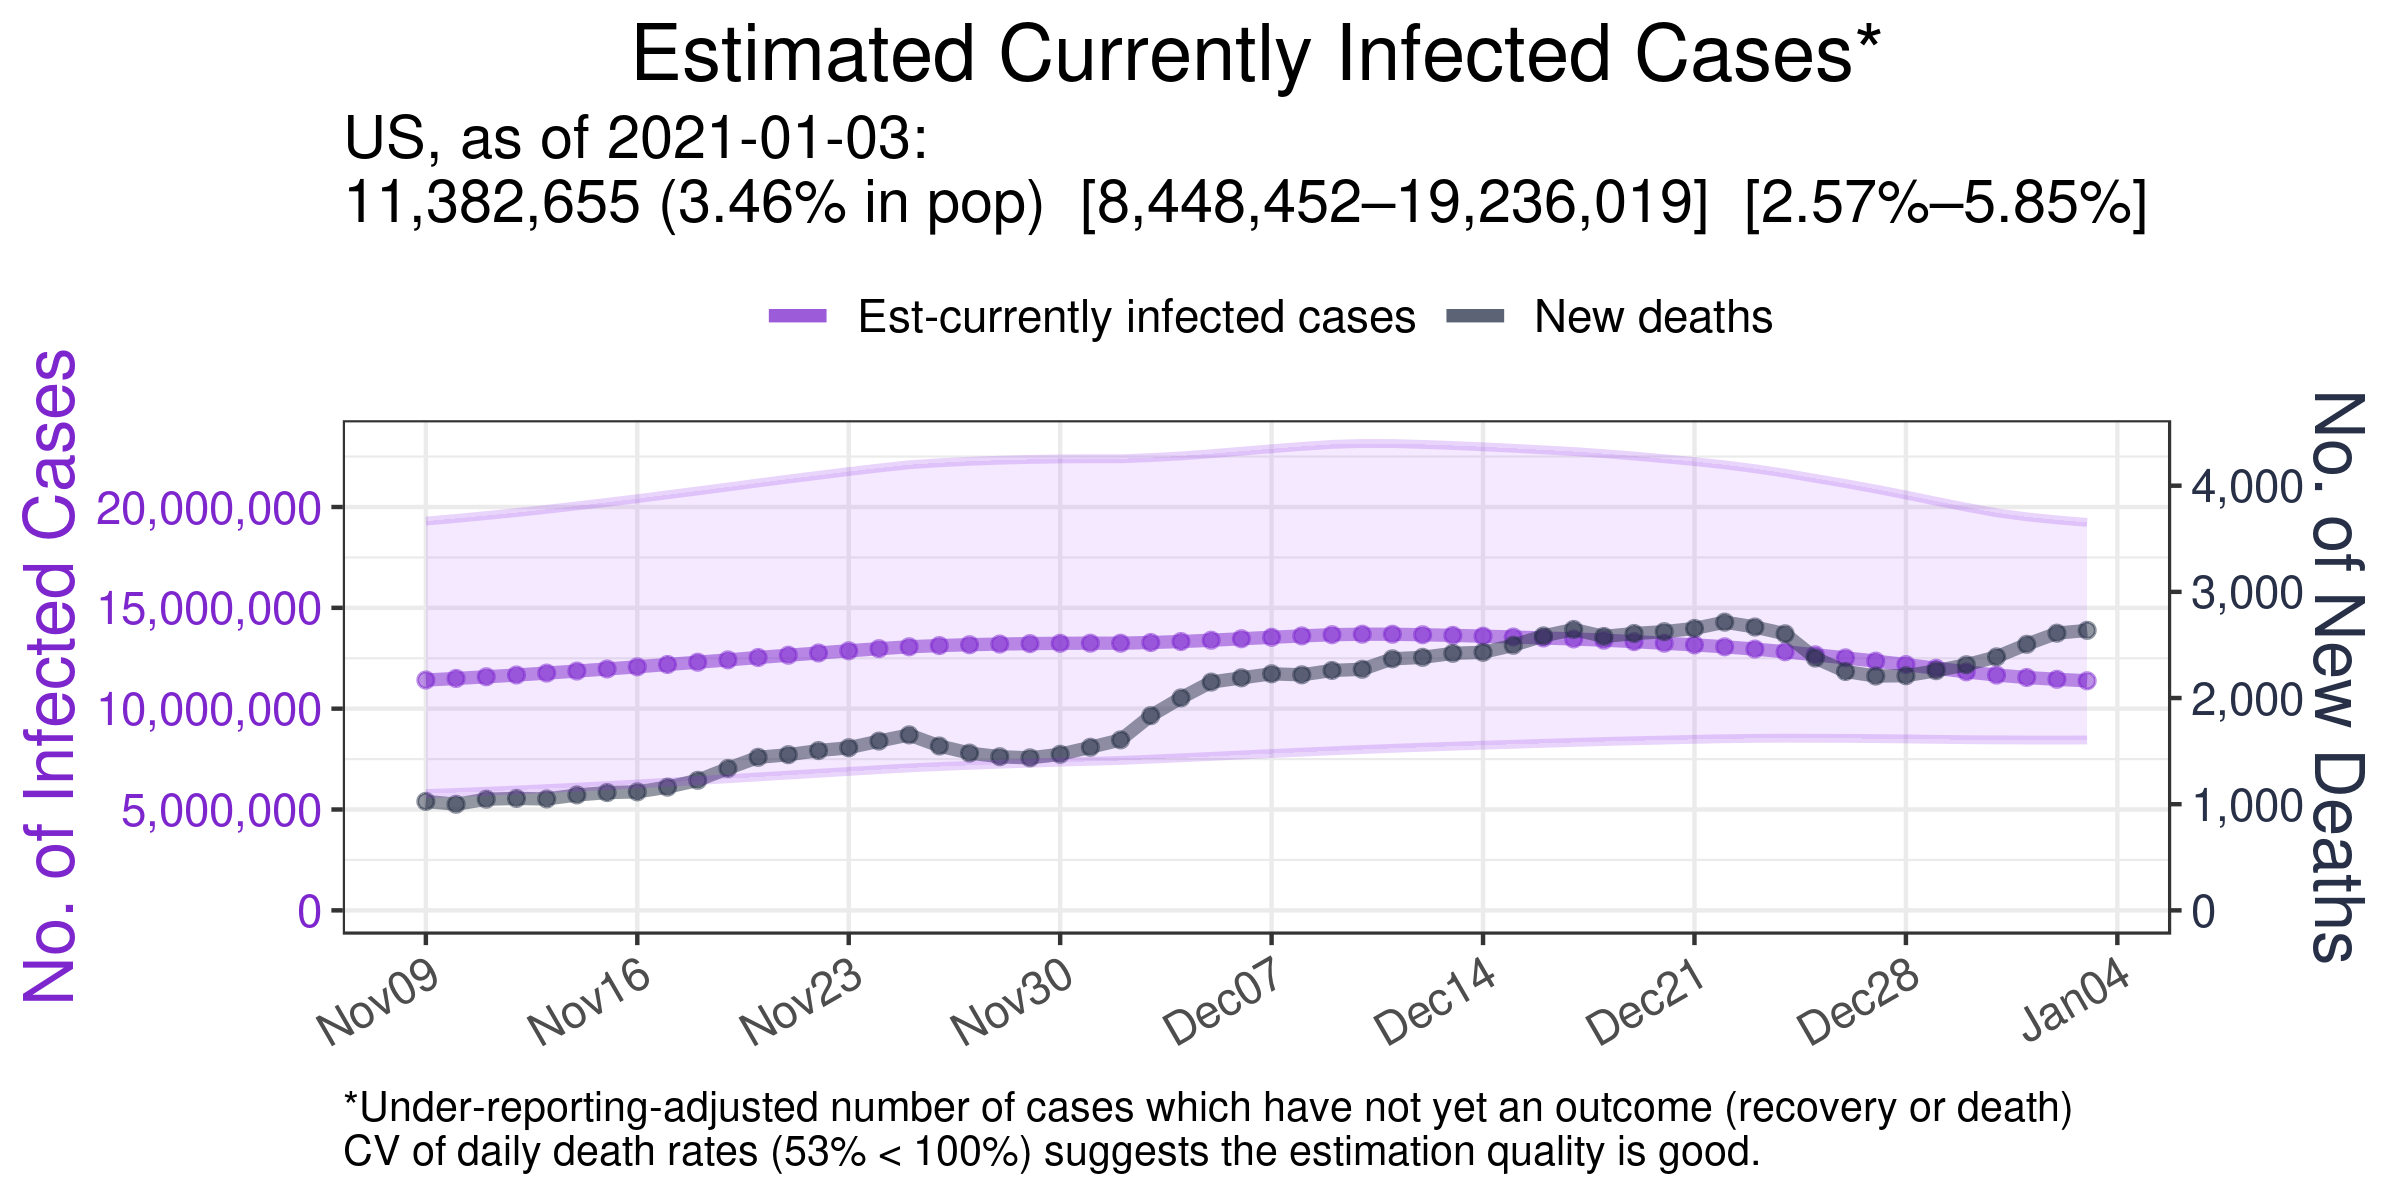 Estimated Currently Infected Cases*
US, as of 2021-01-03:
11,382,655 (3.46% in pop) [8,448,452–19,236,019] [2.57%–5.85%]
Est-currently infected cases
New deaths
No. of Infected Cases
20,000,000
15,000,000
10,000,000
5,000,000
0
4,000
3,000
2,000
1,000
0
No. of New Deaths
Nov09
Nov16
Nov23
Nov30
Dec07
Dec14
Dec21
Dec28
Jan04
*Under-reporting-adjusted number of cases which have not yet an outcome (recovery or death)
CV of daily death rates (53% < 100%) suggests the estimation quality is good.